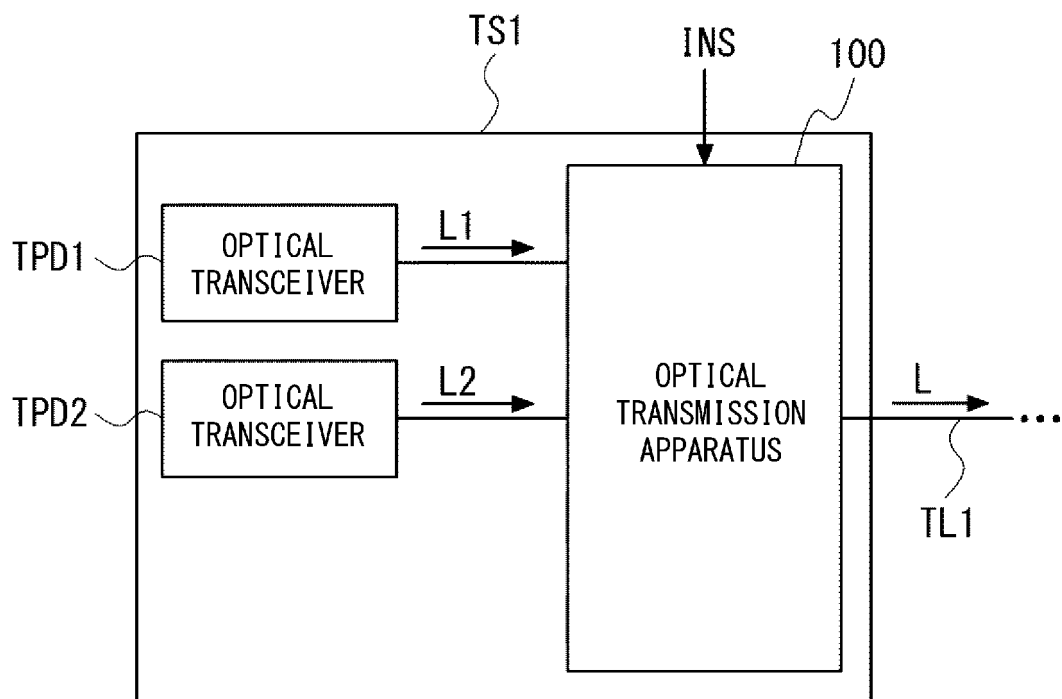 TS1
INS
100
TPD1
OPTICAL
TRANSCEIVER
L1
TPD2
OPTICAL
TRANSCEIVER
L2
OPTICAL
TRANSMISSION
APPARATUS
L
TL1